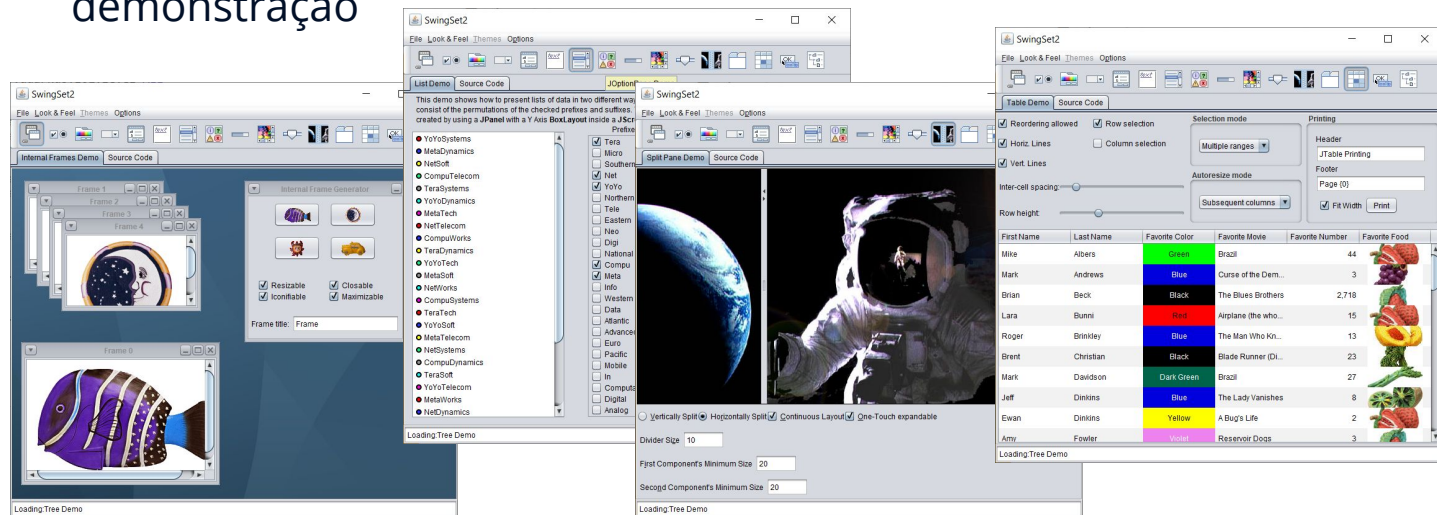 demonstração
SwingSet2
File Look & Feel Themes Options
Internal Frames Demo Source Code
Frame 1
Frame 2
Frame 3
Frame 4
Internal Frame Generator
Resizable Closable
Iconifiable Maximizable
Frame title: Frame
Frame 0
Loading:Tree Demo
SwingSet2
File Look & Feel Themes Options
List Demo Source Code
This demo shows how to present lists of data in two different
consist of the permutations of the checked prefixes and suffixes.
created by using a JPanel with a Y Axis BoxLayout inside a
YoYoSystems
MetaDynamics
NetSoft
CompuTelecom
TeraSystems
YoYoDynamics
MetaTech
NetTelecom
CompuWorks
TeraDynamics
YoYoTech
MetaSoft
NetWorks
CompuSystems
TeraTech
YoYoSoft
MetaTelecom
NetSystems
CompuDynamics
TeraSoft
YoYoTelecom
MetaWorks
NetDynamics
Tera
Micro
Southern
Net
YoYo
Northern
Tele
Eastern
Neo
Digi
National
Compu
Meta
Info
Western
Data
Atlantic
Advanced
Euro
Pacific
Mobile
In
Digital
Analog
Loading:Tree Demo
SwingSet2
File Look & Feel Themes Options
Split Pane Demo Source Code
Vertically Split Horizontally Split Continuous Layout One-Touch expandable
Divider Size 10
First Component's Minimum Size 20
Second Component's Minimum Size 20
Loading:Tree Demo
SwingSet2
File Look & Feel Themes Options
Table Demo Source Code
Reordering allowed Row selection
Horiz. Lines Column selection
Vert. Lines
Inter-cell spacing:
Row height:
Selection mode
Multiple ranges
Autoresize mode
Subsequent columns
Printing
Header
JTable Printing
Footer
Page {0}
Fit Width Print
First Name Last Name Favorite Color Favorite Movie Favorite Number Favorite Food
Mike Albers Green Brazil 44
Mark Andrews Blue Curse of the Dem... 3
Brian Beck Black The Blues Brothers 2,718
Lara Bunni Red Airplane (the who... 15
Roger Brinkley Blue The Man Who Kn... 13
Brent Christian Black Blade Runner (Di... 23
Mark Davidson Dark Green Brazil 27
Jeff Dinkins Blue The Lady Vanishes 8
Ewan Dinkins Yellow A Bug's Life 2
Amy Fowler Violet Reservoir Dogs 3
Loading:Tree Demo